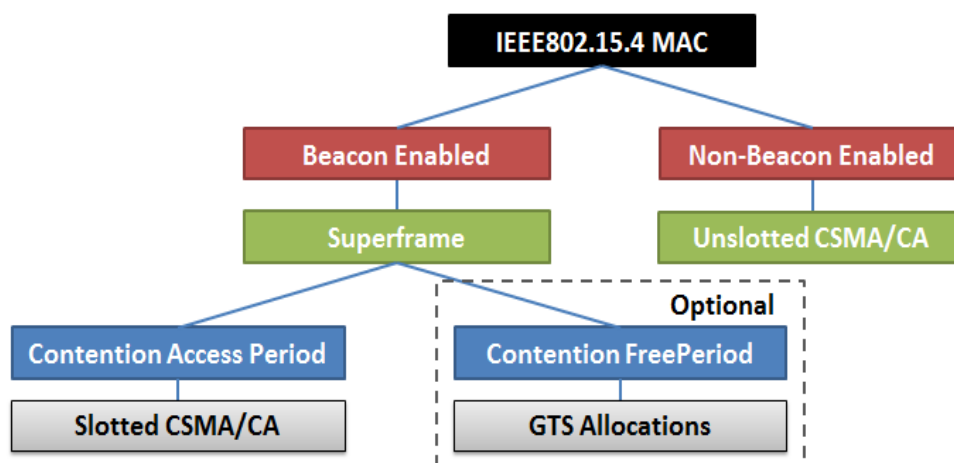 IEEE802.15.4 MAC
Beacon Enabled
Non-Beacon Enabled
Superframe
Unslotted CSMA/CA
Optional
Contention Access Period
Contention FreePeriod
Slotted CSMA/CA
GTS Allocations